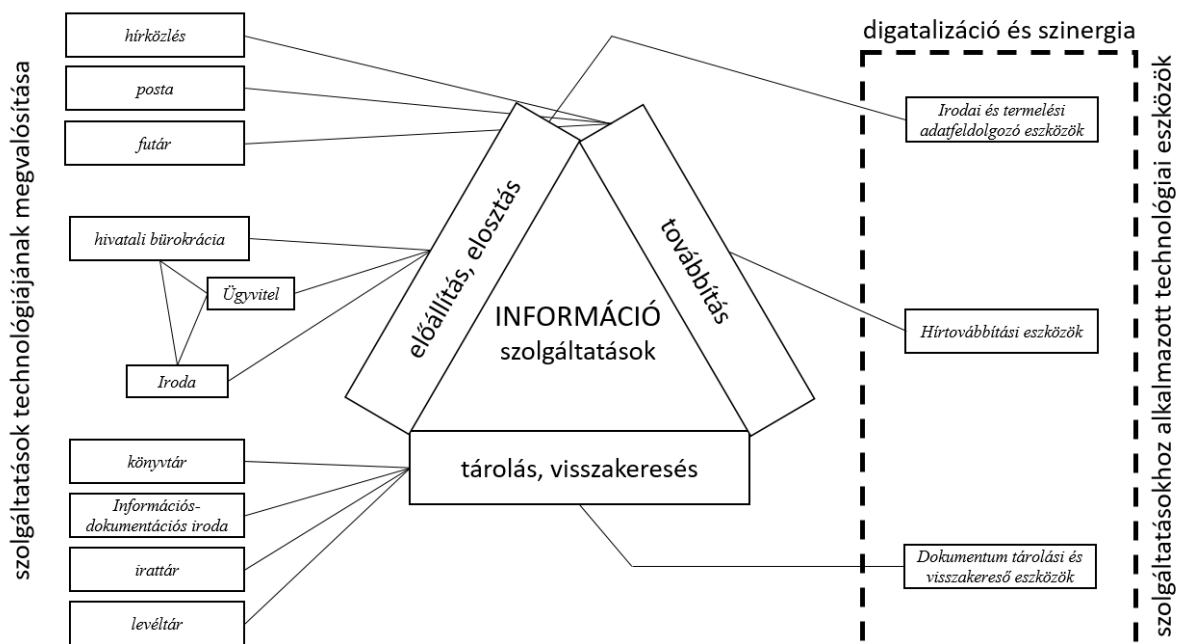 szolgáltatások technológiájának megvalósítása
hírközlés
posta
futár
hivatali bürokrácia
Ügyvitel
Iroda
könyvtár
Információs-
dokumentációs iroda
irattár
levéltár
előállítás, elosztás
továbbítás
INFORMÁCIÓ
szolgáltatások
tárolás, visszakeresés
digatalizáció és szinergia
Irodai és termelési
adatfeldolgozó eszközök
Hírtovábbítási eszközök
Dokumentum tárolási és
visszakereső eszközök
szolgáltatásokhoz alkalmazott technológiai eszközök